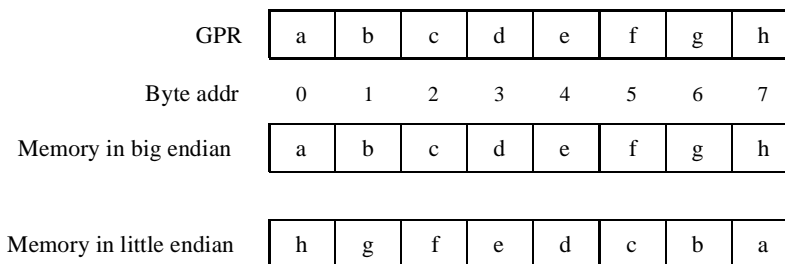 GPR a b c d e f g h
Byte addr 0 1 2 3 4 5 6 7
Memory in big endian a b c d e f g h
Memory in little endian h g f e d c b a